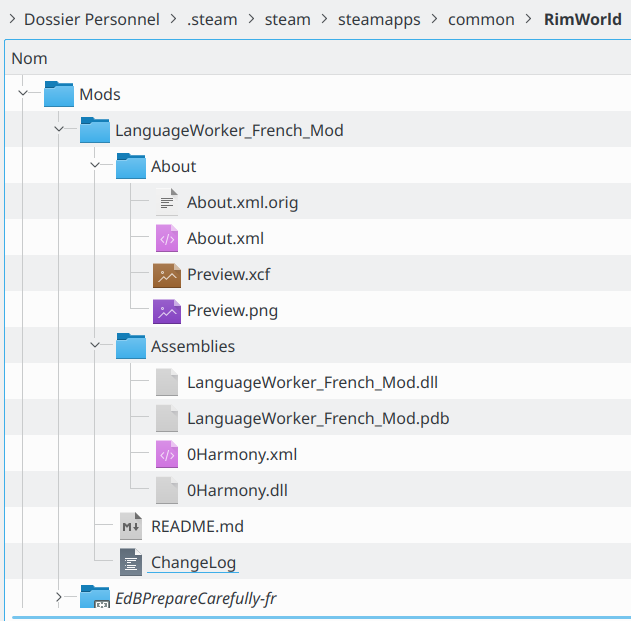 Dossier Personnel > .steam > steam > steamapps > common > RimWorld
Nom
Mods
LanguageWorker_French_Mod
About
About.xml.orig
About.xml
Preview.xcf
Preview.png
Assemblies
LanguageWorker_French_Mod.dll
LanguageWorker_French_Mod.pdb
0Harmony.xml
0Harmony.dll
README.md
ChangeLog
EdBPrepareCarefully-fr